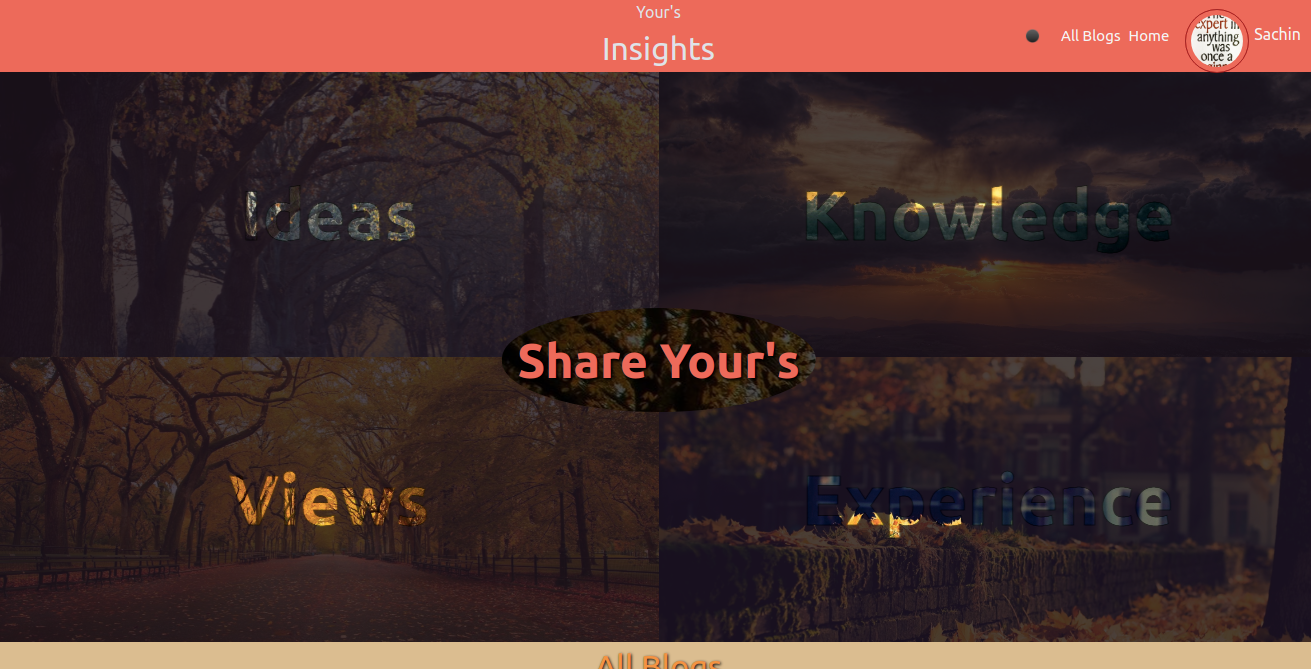 Your's
Insights
All Blogs Home
expert in
anything
was
once a
Sachin
Ideas
Knowledge
Share Your's
Views
Experience
All Blogs